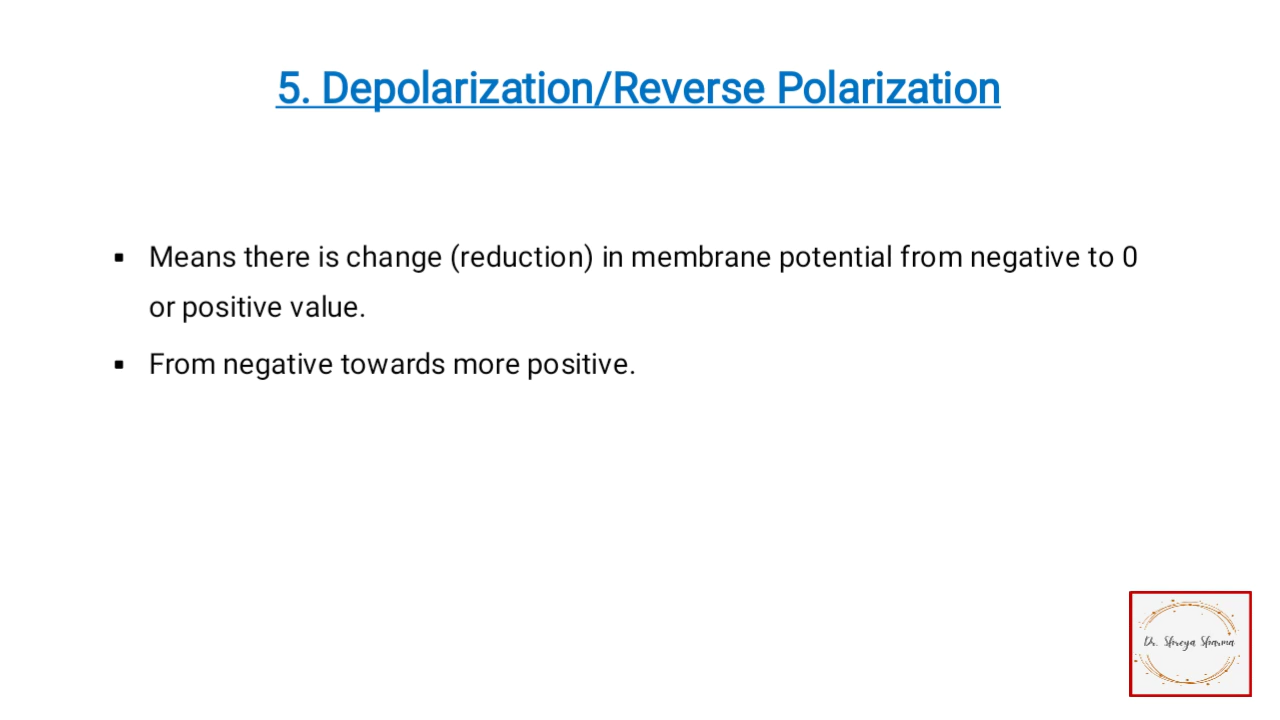 5. Depolarization/Reverse Polarization
▪ Means there is change (reduction) in membrane potential from negative to 0
or positive value.
▪ From negative towards more positive.
Dr. Shreya Sharma